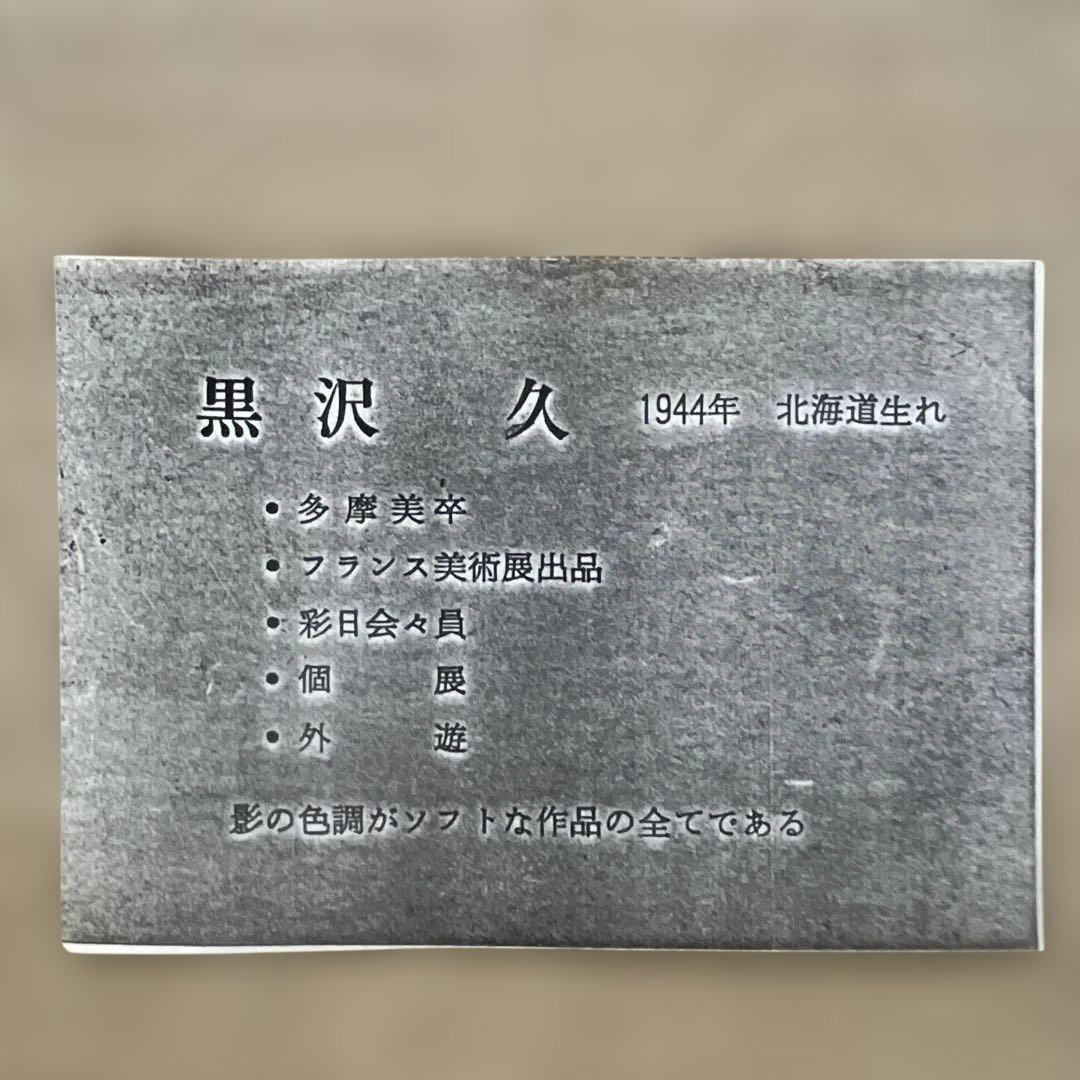 黒沢 久 1944年 北海道生れ
• 多摩美卒
• フランス美術展出品
• 彩日会々員
• 個展
• 外遊
影の色調がソフトな作品の全てである